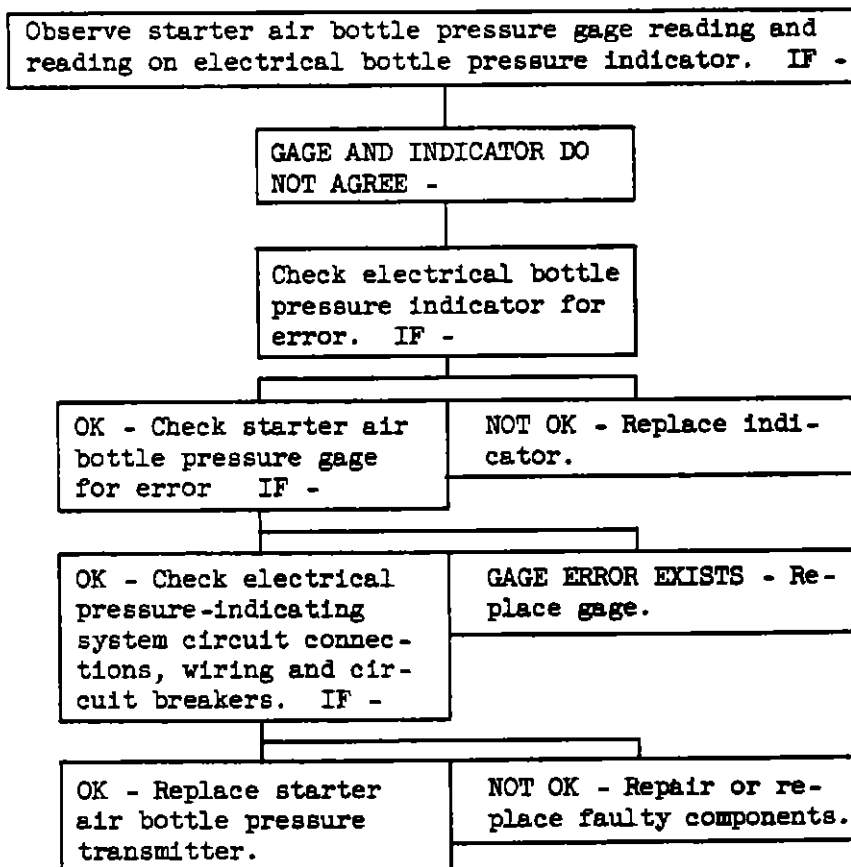 Observe starter air bottle pressure gage reading and
reading on electrical bottle pressure indicator. IF -
GAGE AND INDICATOR DO
NOT AGREE -
Check electrical bottle
pressure indicator for
error. IF -
OK - Check starter air
bottle pressure gage
for error IF -
NOT OK - Replace indi-
cator.
OK - Check electrical
pressure-indicating
system circuit connec-
tions, wiring and cir-
cuit breakers. IF -
GAGE ERROR EXISTS - Re-
place gage.
OK - Replace starter
air bottle pressure
transmitter.
NOT OK - Repair or re-
place faulty components.